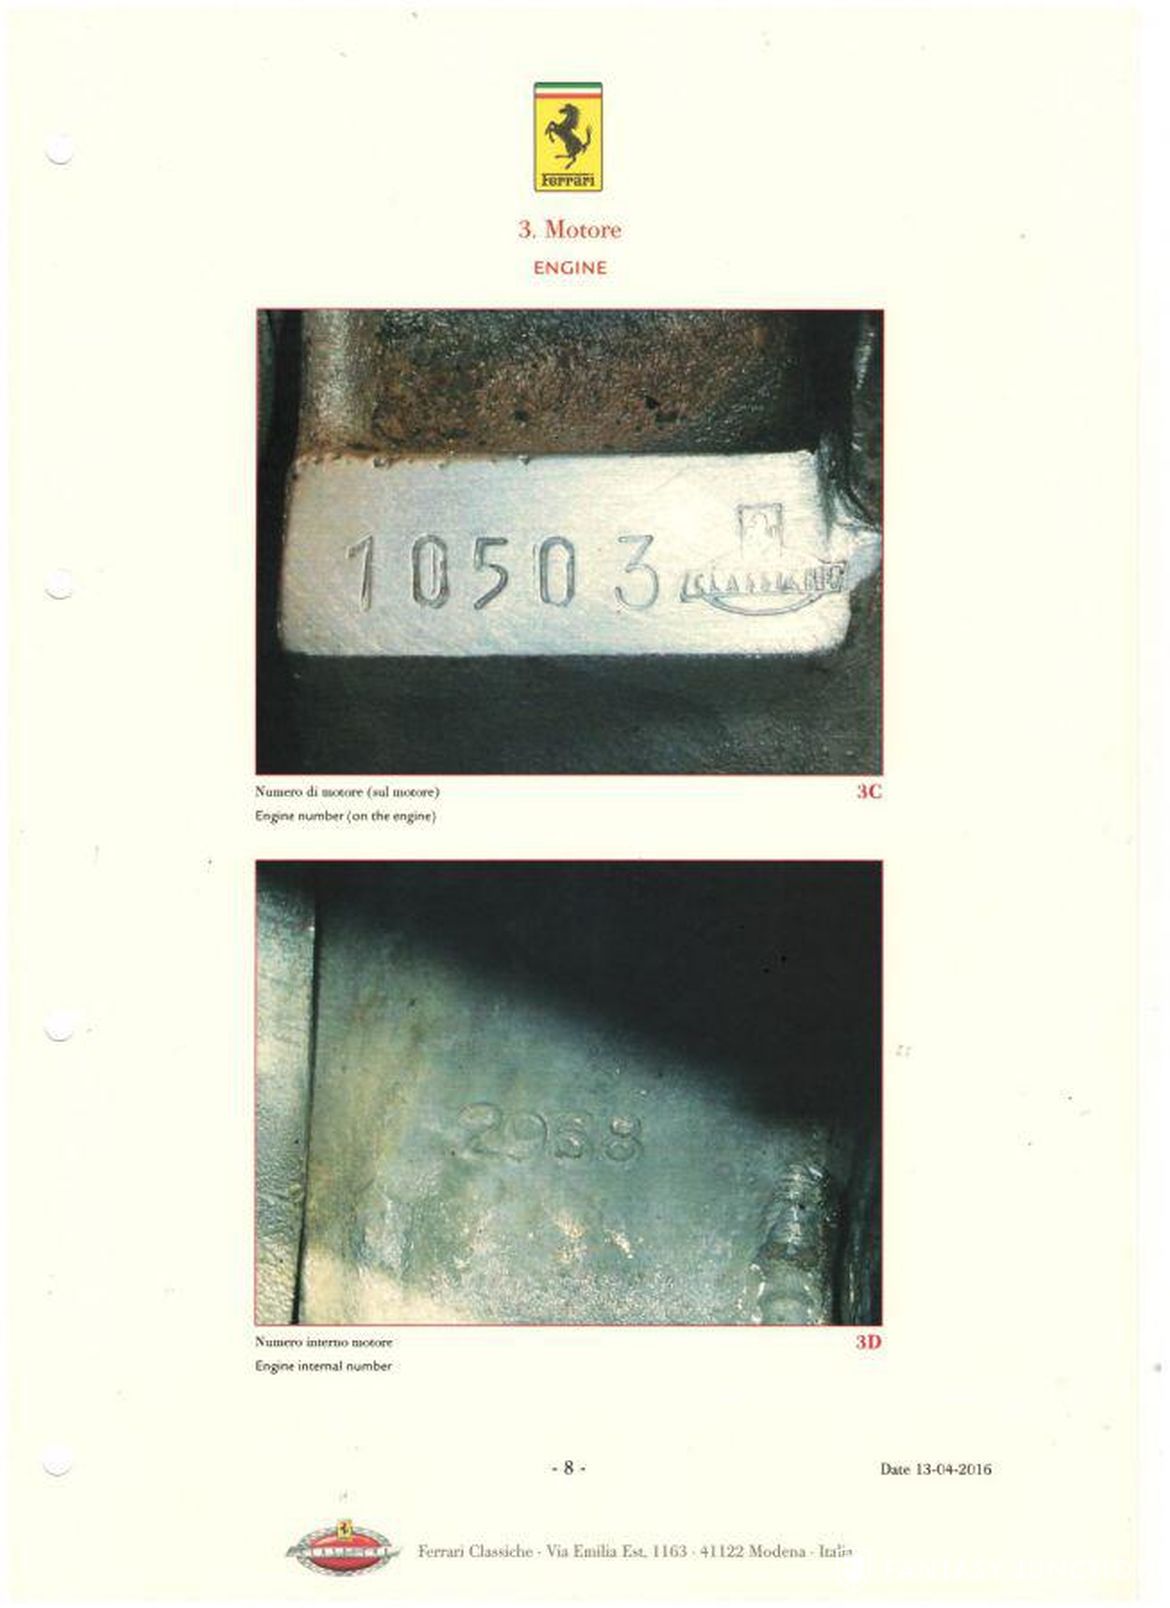 Ferrari
3. Motore
ENGINE
10503
CLASSICHE
Numero di motore (sul motore)
3C
Engine number (on the engine)
2968
Numero interno motore
3D
Engine internal number
- 8 -
Date 13-04-2016
CLASSICHE
Ferrari Classiche - Via Emilia Est, 1163 - 41122 Modena - Italia